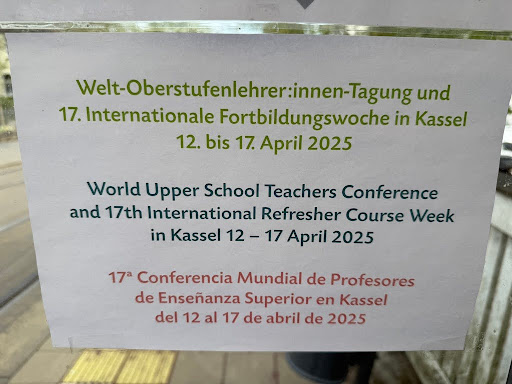 Welt-Oberstufenlehrer:innen-Tagung und
17. Internationale Fortbildungswoche in Kassel
12. bis 17. April 2025
World Upper School Teachers Conference
and 17th International Refresher Course Week
in Kassel 12 – 17 April 2025
17ª Conferencia Mundial de Profesores
de Enseñanza Superior en Kassel
del 12 al 17 de abril de 2025